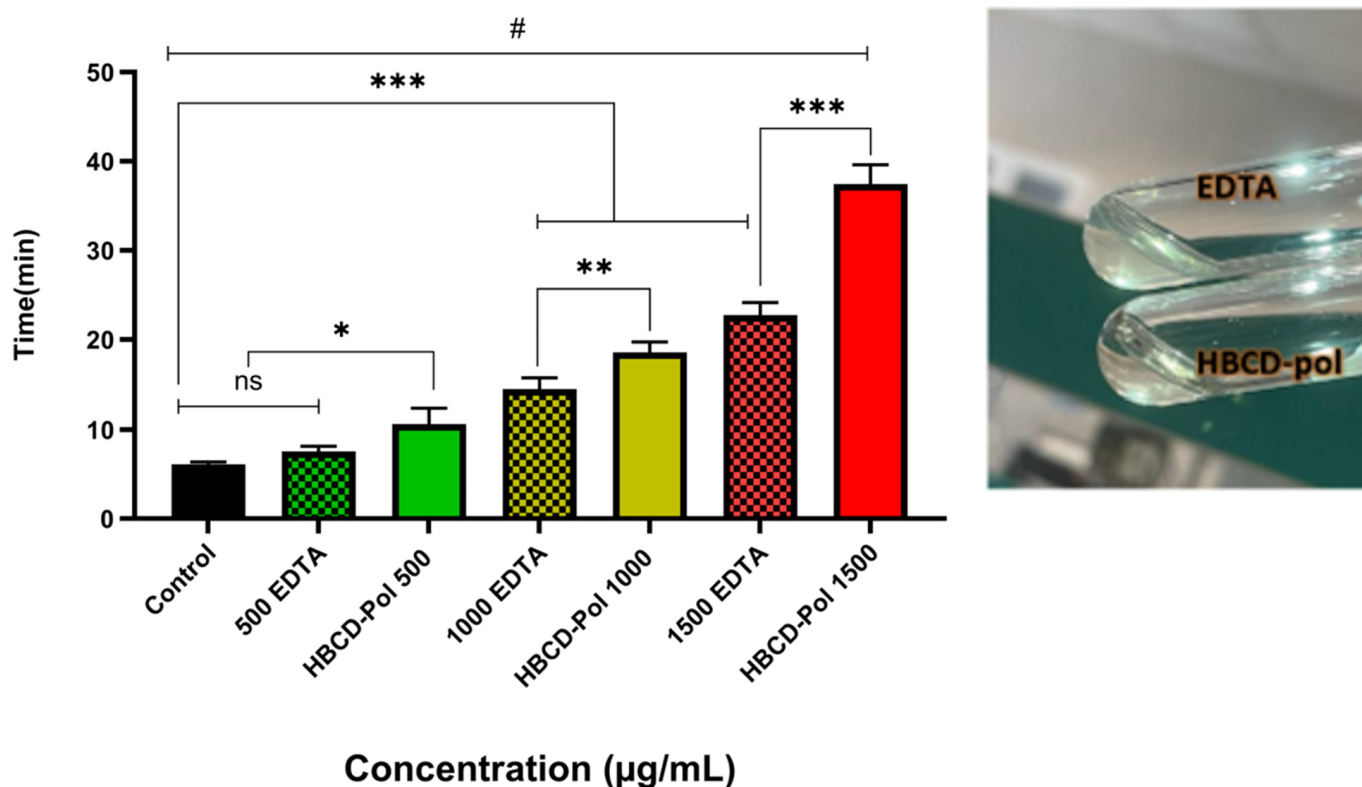 #
50
***
***
40
30
**
20
*
ns
10
0
Time(min)
Control
500 EDTA
HBCD-Pol 500
1000 EDTA
HBCD-Pol 1000
1500 EDTA
HBCD-Pol 1500
Concentration (µg/mL)
EDTA
HBCD-pol